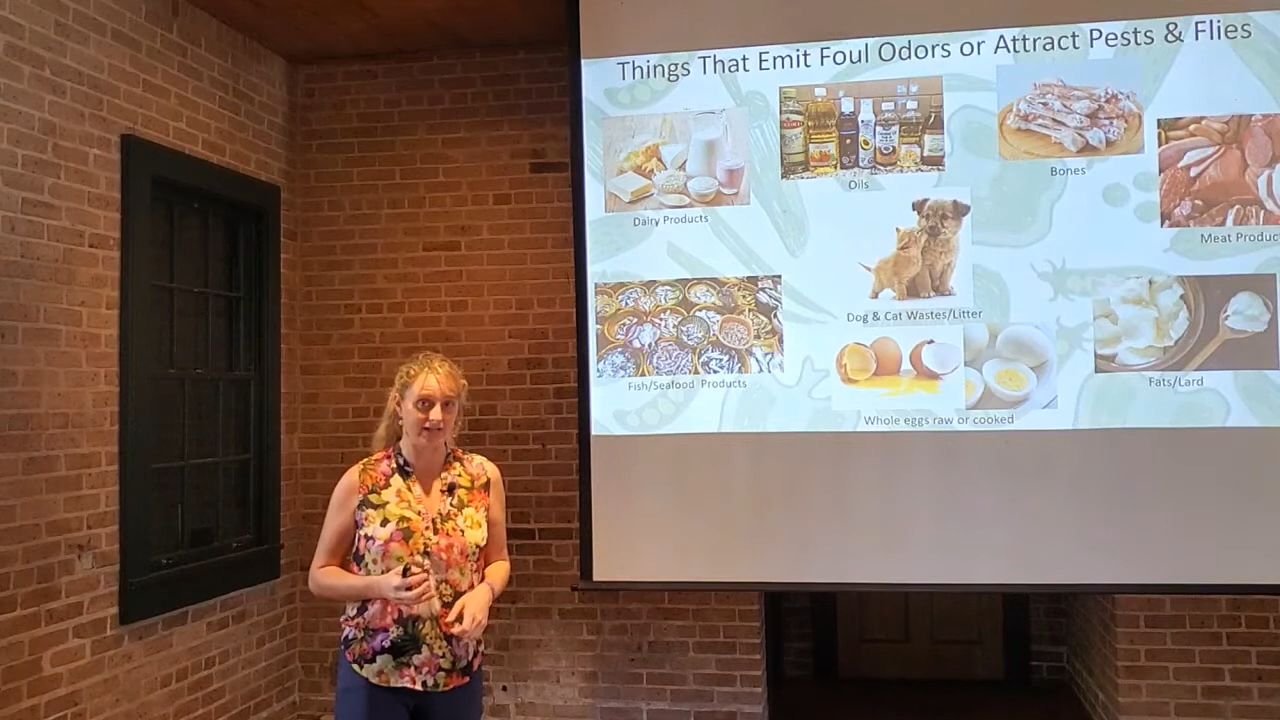 Things That Emit Foul Odors or Attract Pests & Flies
Dairy Products
Oils
Bones
Meat Produc
Dog & Cat Wastes/Litter
Fish/Seafood Products
Fats/Lard
Whole eggs raw or cooked